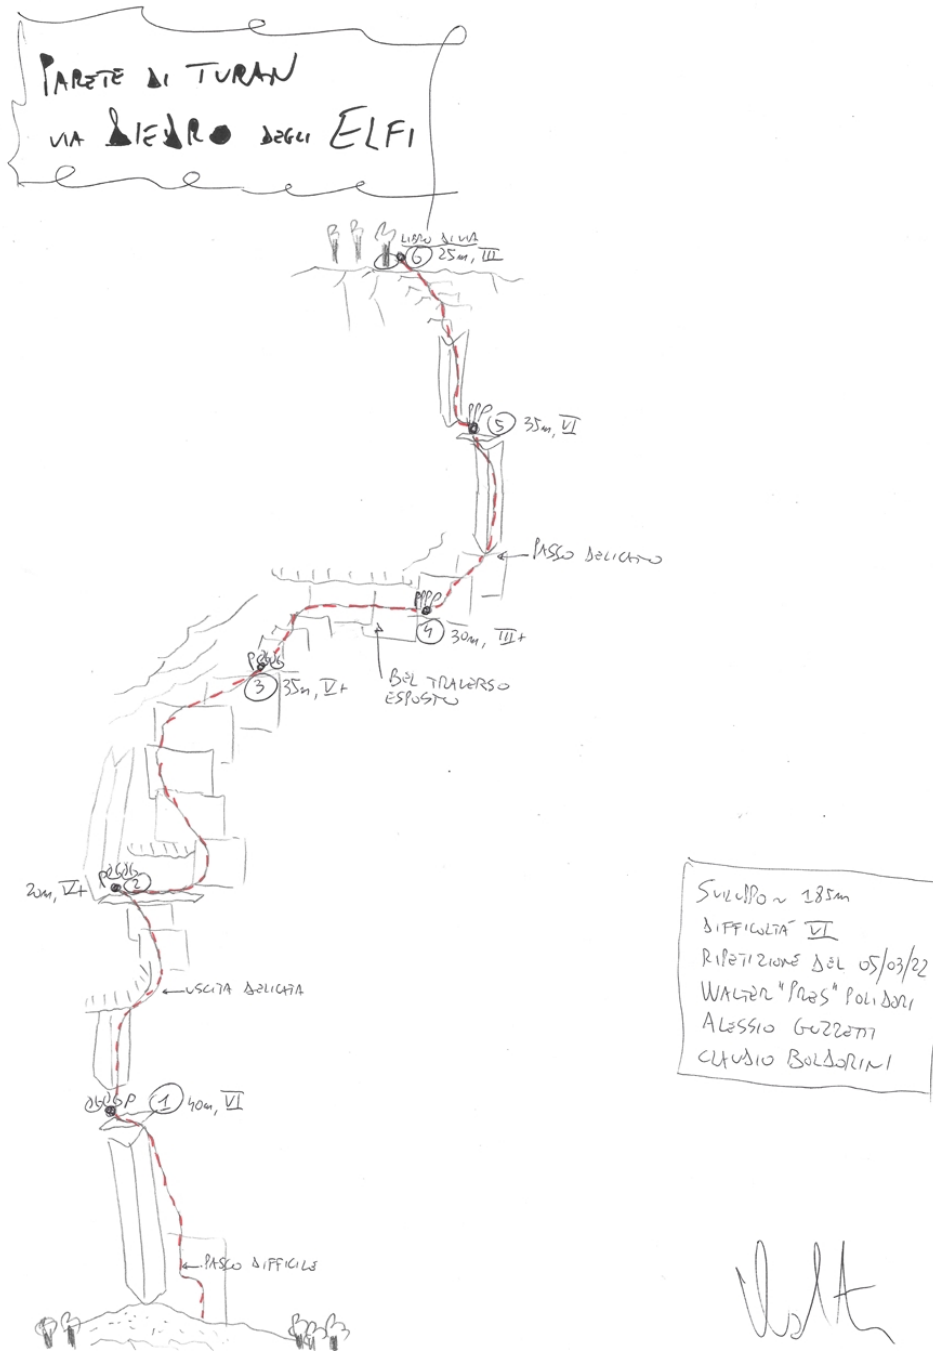 PARETE DI TURAN
VIA DIEDRO DEGLI ELFI
LIBRO DI VIA
6 25m, III
PPP
5 35m, VI
PASSO DELICATO
PPPP
4 30m, III+
BEL TRAVERSO
ESPOSTO
3 35m, V+
2
20m, V+
USCITA DELICATA
1 40m, VI
PASSO DIFFICILE
SVILUPPO ~ 185m
DIFFICOLTÀ VI
RIPETIZIONE DEL 05/03/22
WALTER "PRES" POLIDORI
ALESSIO GUZZETTI
CLAUDIO BOLDORINI